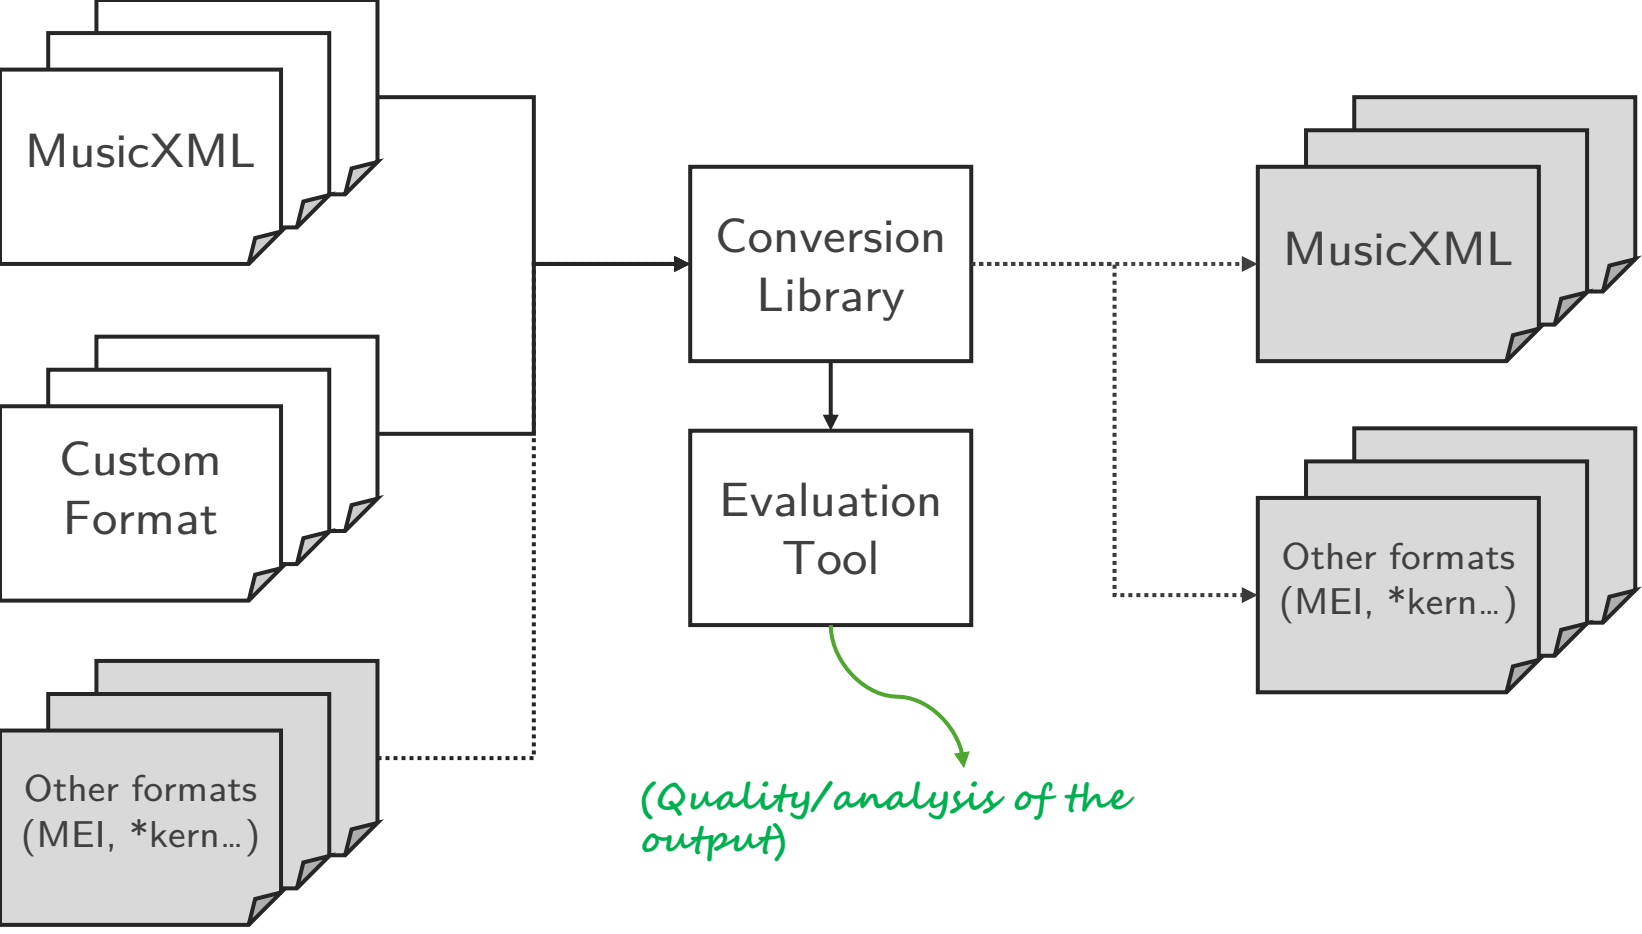 MusicXML
Custom
Format
Other formats
(MEI, *kern…)
Conversion
Library
Evaluation
Tool
(Quality/analysis of the
output)
MusicXML
Other formats
(MEI, *kern…)